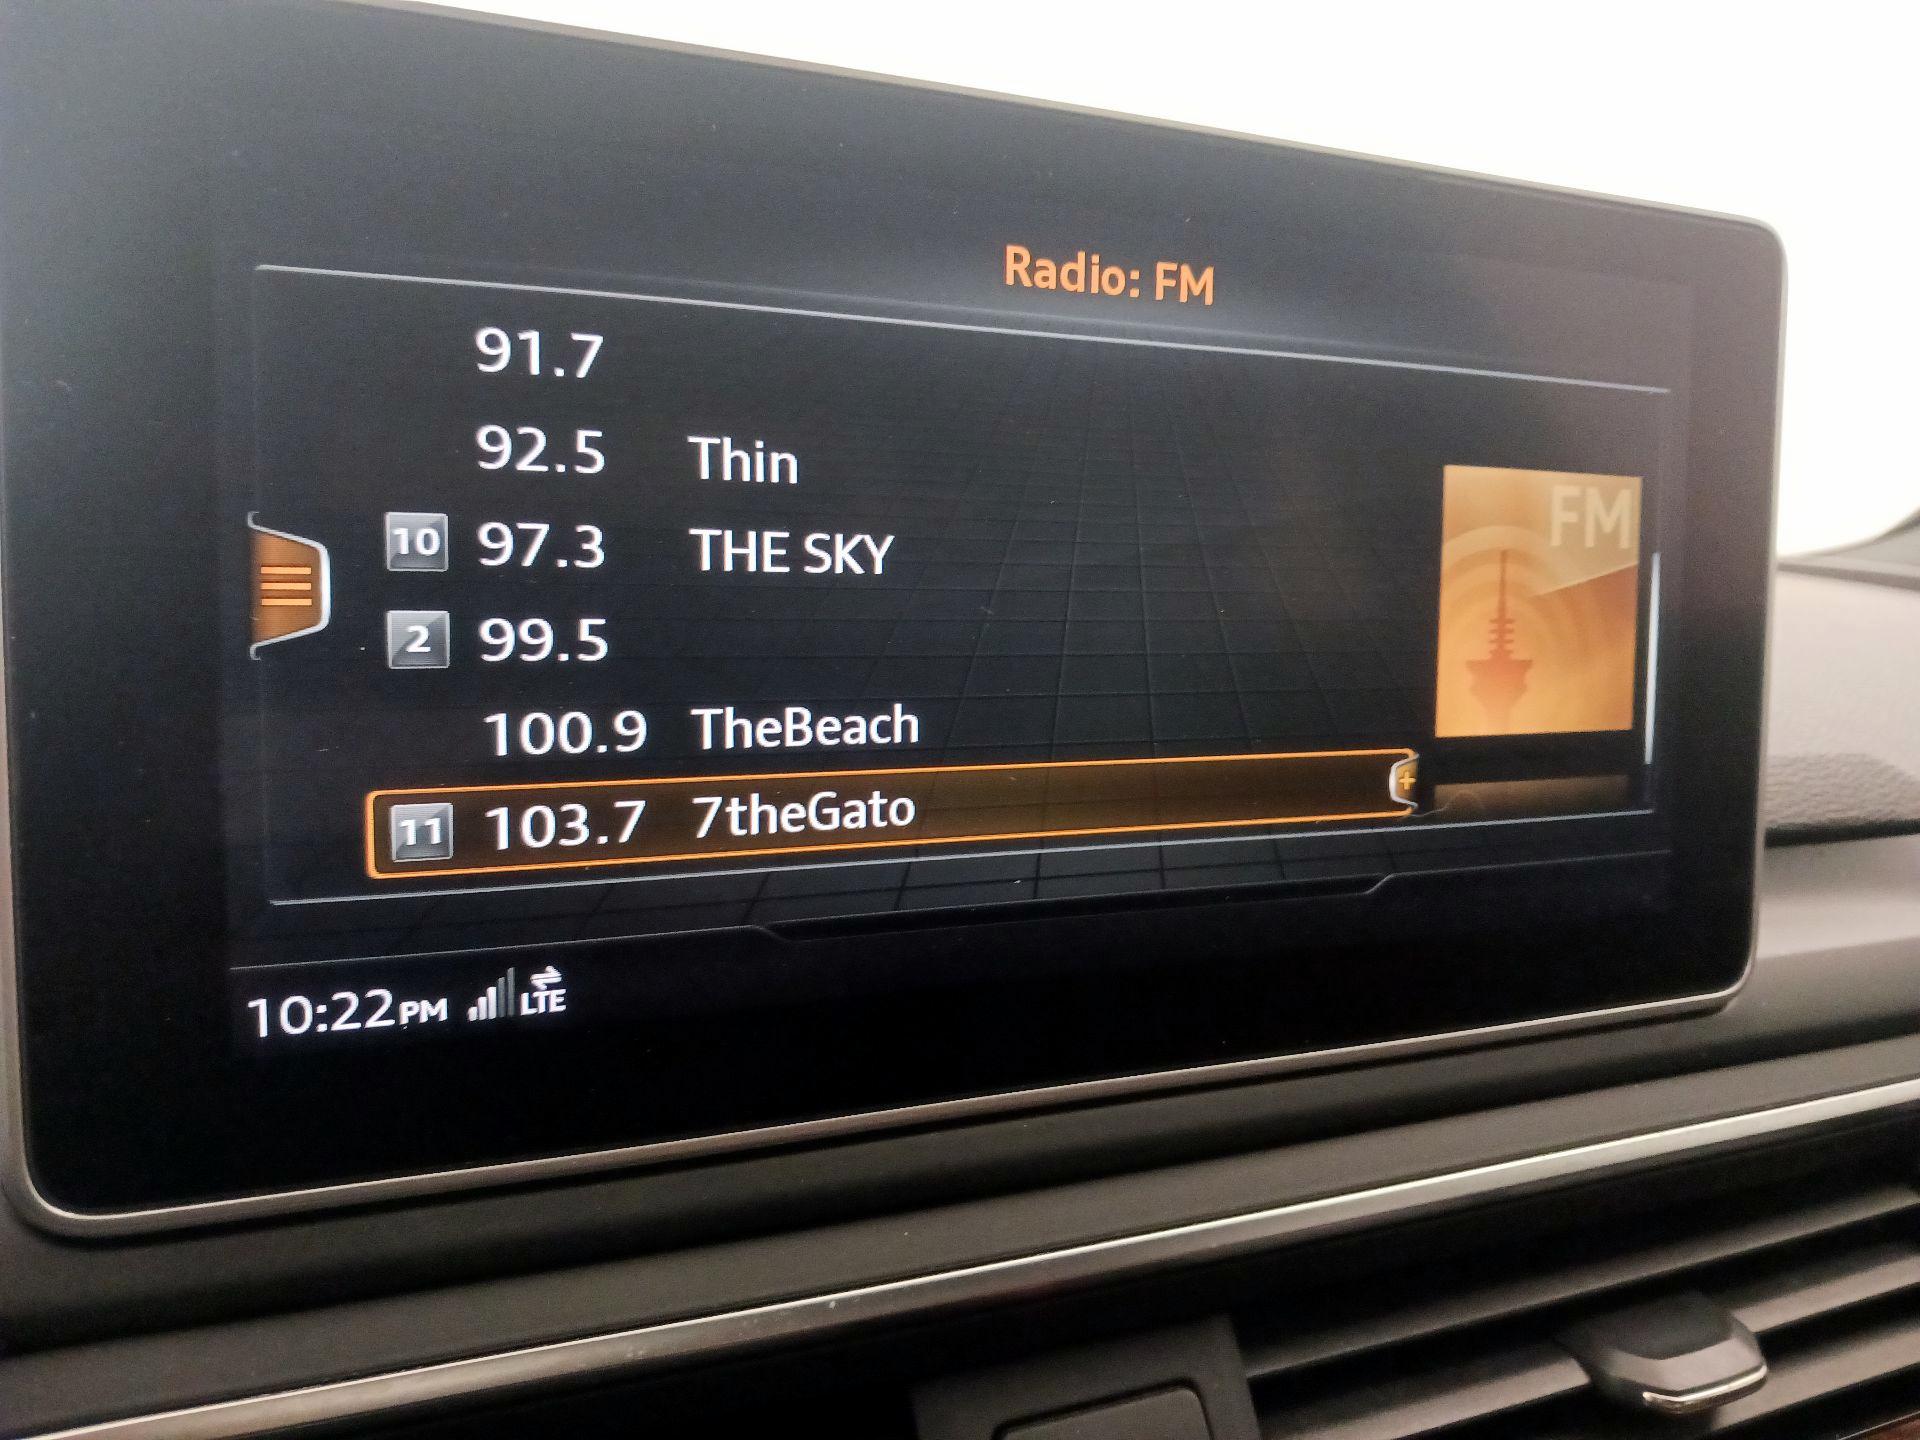 Radio: FM
91.7
92.5 Thin
10 97.3 THE SKY
2 99.5
100.9 TheBeach
11 103.7 7theGato
FM
10:22PM LTE